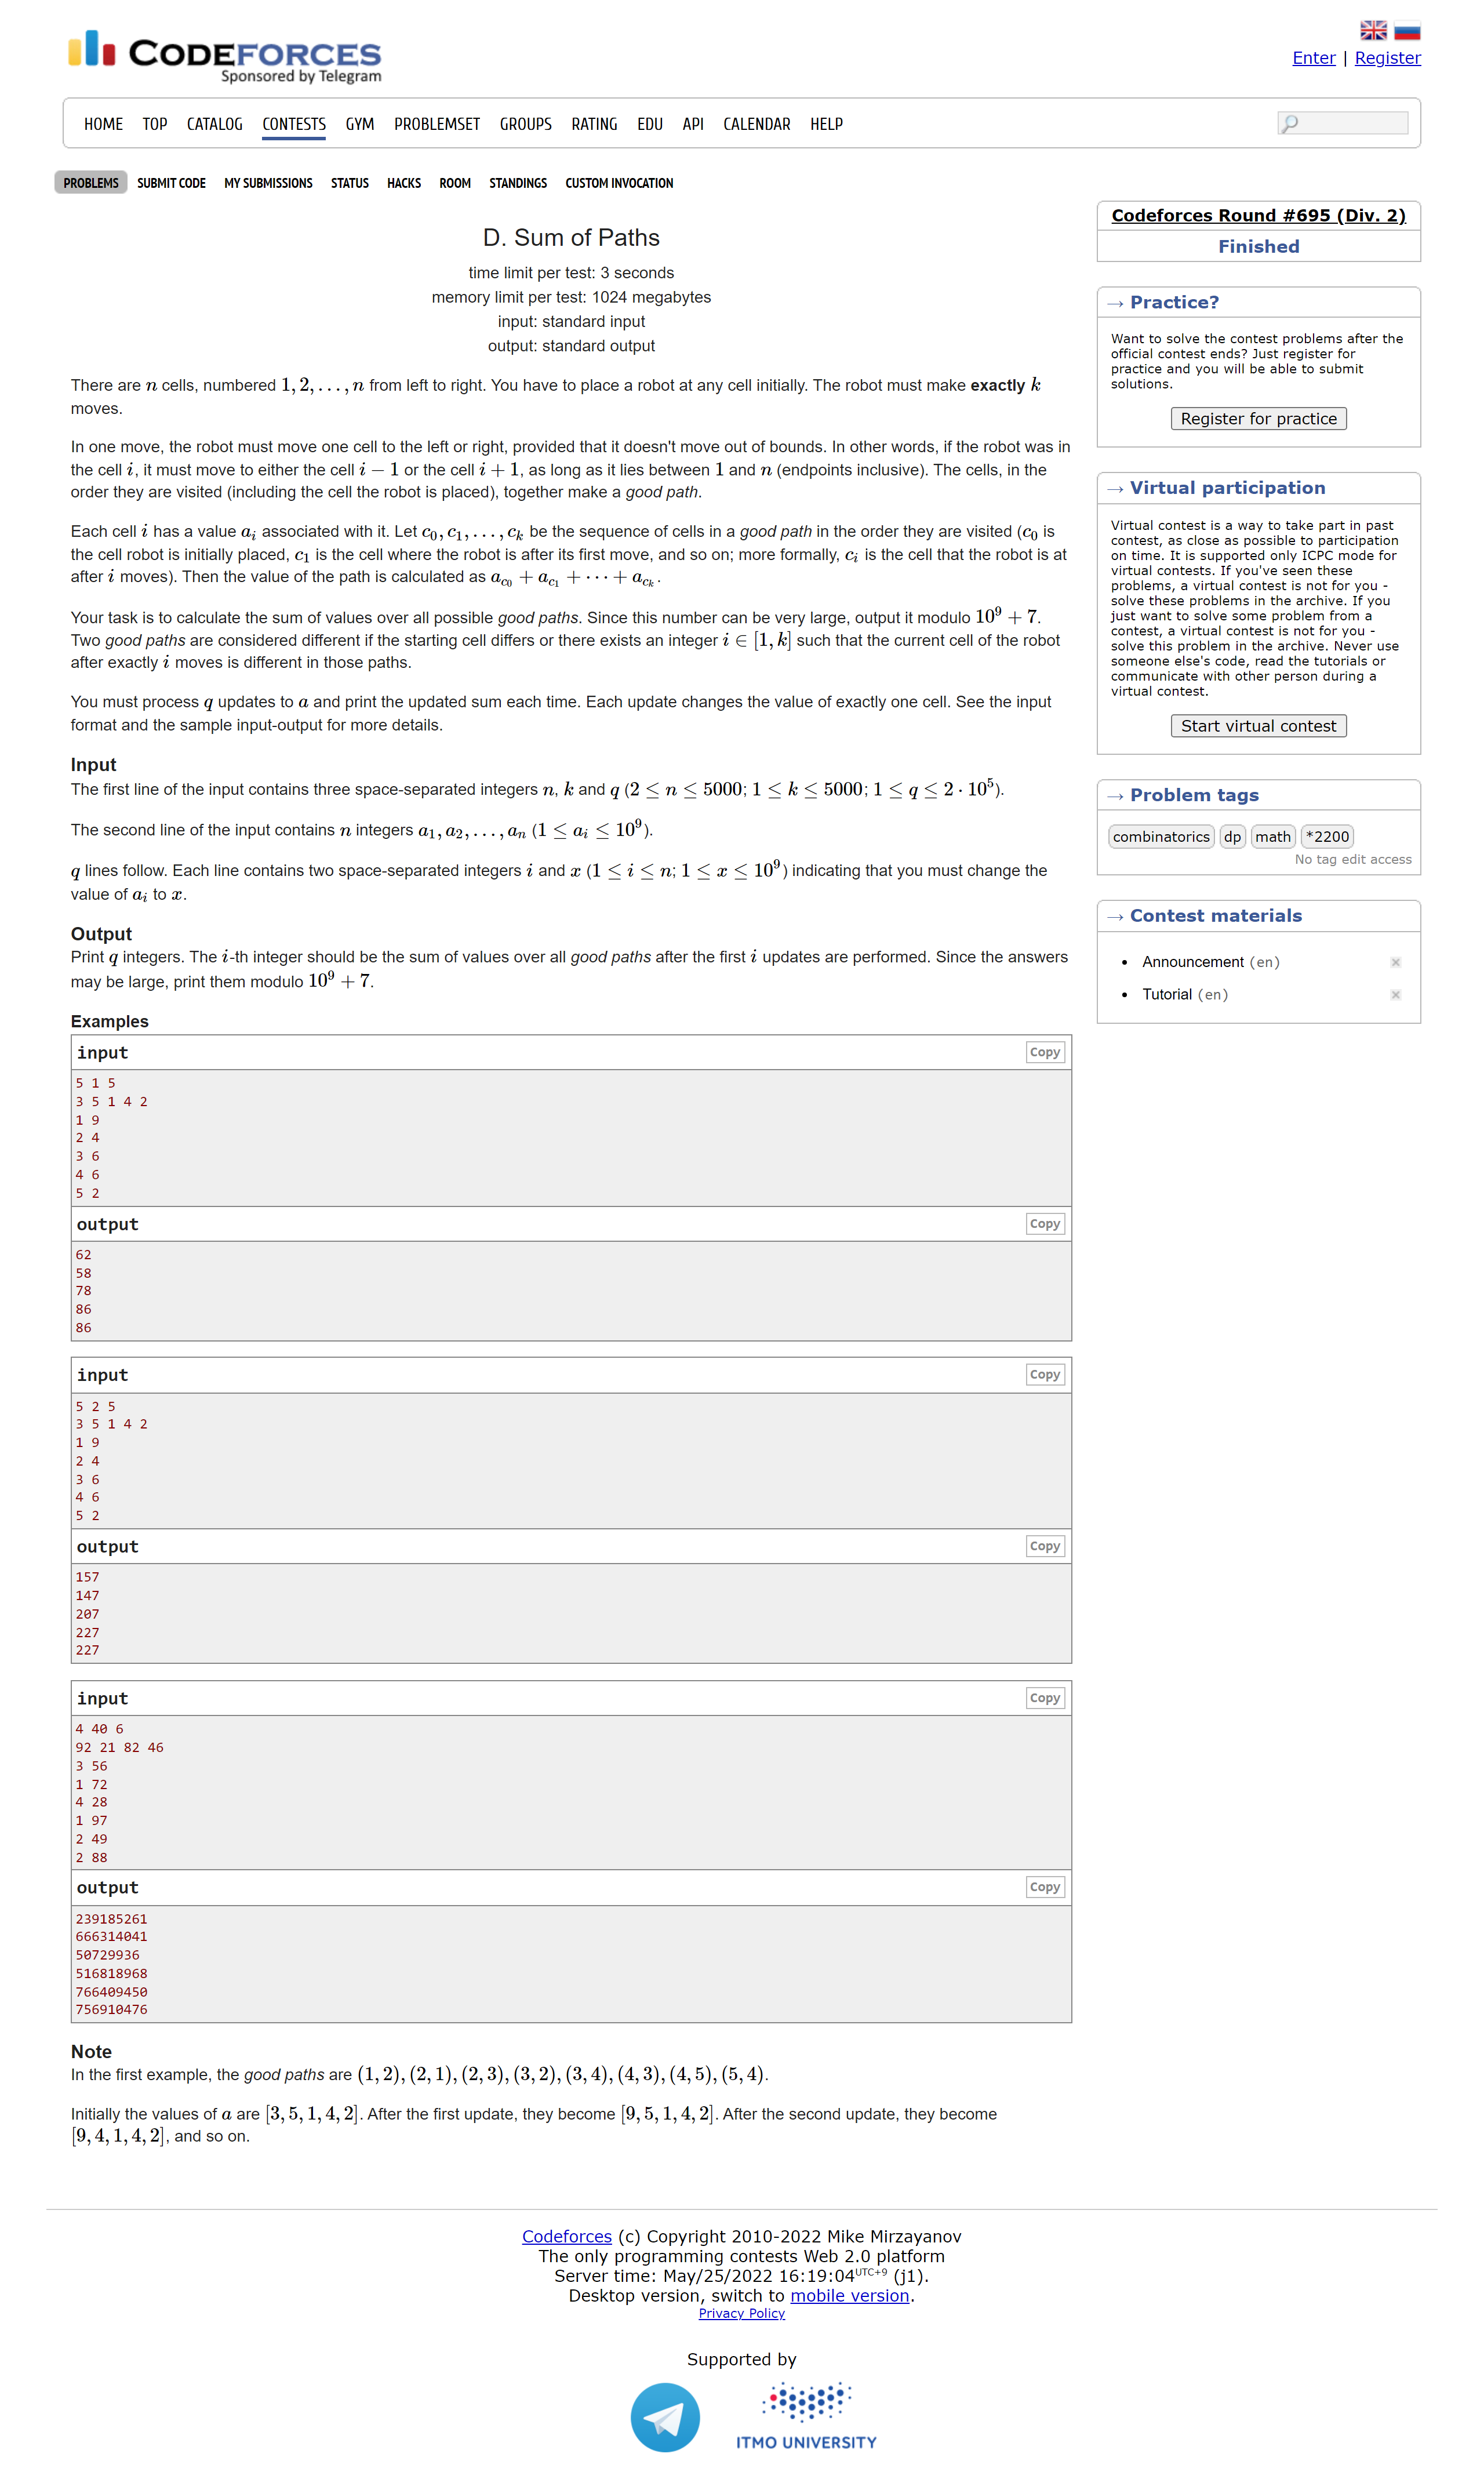 CODEFORCES
Sponsored by Telegram
Enter | Register
HOME TOP CATALOG CONTESTS GYM PROBLEMSET GROUPS RATING EDU API CALENDAR HELP
PROBLEMS SUBMIT CODE MY SUBMISSIONS STATUS HACKS ROOM STANDINGS CUSTOM INVOCATION
D. Sum of Paths
time limit per test: 3 seconds
memory limit per test: 1024 megabytes
input: standard input
output: standard output
There are n cells, numbered 1, 2, . . . , n from left to right. You have to place a robot at any cell initially. The robot must make exactly k
moves.
In one move, the robot must move one cell to the left or right, provided that it doesn't move out of bounds. In other words, if the robot was in
the cell i, it must move to either the cell i − 1 or the cell i + 1, as long as it lies between 1 and n (endpoints inclusive). The cells, in the
order they are visited (including the cell the robot is placed), together make a good path.
Each cell i has a value a_i associated with it. Let c_0, c_1, . . . , c_k be the sequence of cells in a good path in the order they are visited (c_0 is
the cell robot is initially placed, c_1 is the cell where the robot is after its first move, and so on; more formally, c_i is the cell that the robot is at
after i moves). Then the value of the path is calculated as a_{c_0} + a_{c_1} + · · · + a_{c_k}.
Your task is to calculate the sum of values over all possible good paths. Since this number can be very large, output it modulo 10^9 + 7.
Two good paths are considered different if the starting cell differs or there exists an integer i ∈ [1, k] such that the current cell of the robot
after exactly i moves is different in those paths.
You must process q updates to a and print the updated sum each time. Each update changes the value of exactly one cell. See the input
format and the sample input-output for more details.
Input
The first line of the input contains three space-separated integers n, k and q (2 ≤ n ≤ 5000; 1 ≤ k ≤ 5000; 1 ≤ q ≤ 2 · 10^5).
The second line of the input contains n integers a_1, a_2, . . . , a_n (1 ≤ a_i ≤ 10^9).
q lines follow. Each line contains two space-separated integers i and x (1 ≤ i ≤ n; 1 ≤ x ≤ 10^9) indicating that you must change the
value of a_i to x.
Output
Print q integers. The i-th integer should be the sum of values over all good paths after the first i updates are performed. Since the answers
may be large, print them modulo 10^9 + 7.
Examples
input Copy
5 1 5
3 5 1 4 2
1 9
2 4
3 6
4 6
5 2
output Copy
62
58
78
86
86
input Copy
5 2 5
3 5 1 4 2
1 9
2 4
3 6
4 6
5 2
output Copy
157
147
207
227
227
input Copy
4 40 6
92 21 82 46
3 56
1 72
4 28
1 97
2 49
2 88
output Copy
239185261
666314041
50729936
516818968
766409450
756910476
Note
In the first example, the good paths are (1, 2), (2, 1), (2, 3), (3, 2), (3, 4), (4, 3), (4, 5), (5, 4).
Initially the values of a are [3, 5, 1, 4, 2]. After the first update, they become [9, 5, 1, 4, 2]. After the second update, they become
[9, 4, 1, 4, 2], and so on.
Codeforces Round #695 (Div. 2)
Finished
→ Practice?
Want to solve the contest problems after the
official contest ends? Just register for
practice and you will be able to submit
solutions.
Register for practice
→ Virtual participation
Virtual contest is a way to take part in past
contest, as close as possible to participation
on time. It is supported only ICPC mode for
virtual contests. If you've seen these
problems, a virtual contest is not for you -
solve these problems in the archive. If you
just want to solve some problem from a
contest, a virtual contest is not for you -
solve this problem in the archive. Never use
someone else's code, read the tutorials or
communicate with other person during a
virtual contest.
Start virtual contest
→ Problem tags
combinatorics dp math *2200
No tag edit access
→ Contest materials
Announcement (en)
Tutorial (en)
Codeforces (c) Copyright 2010-2022 Mike Mirzayanov
The only programming contests Web 2.0 platform
Server time: May/25/2022 16:19:04 UTC+9 (j1).
Desktop version, switch to mobile version.
Privacy Policy
Supported by
ITMO UNIVERSITY